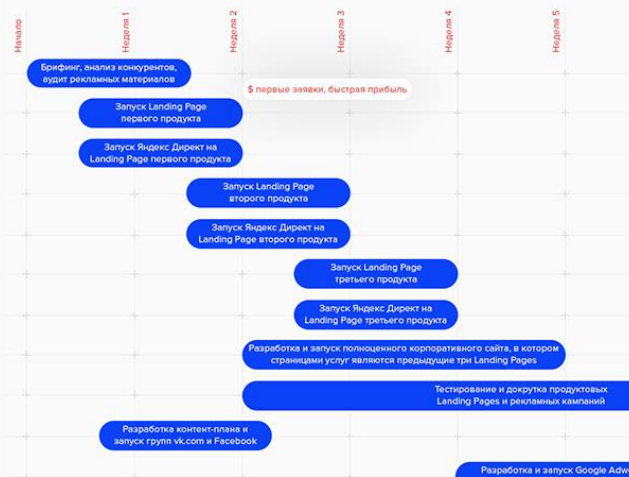 Начало
Неделя 1
Неделя 2
Неделя 3
Неделя 4
Неделя 5
Брифинг, анализ конкурентов,
аудит рекламных материалов
$ первые заявки, быстрая прибыль
Запуск Landing Page
первого продукта
Запуск Яндекс Директ на
Landing Page первого продукта
Запуск Landing Page
второго продукта
Запуск Яндекс Директ на
Landing Page второго продукта
Запуск Landing Page
третьего продукта
Запуск Яндекс Директ на
Landing Page третьего продукта
Разработка и запуск полноценного корпоративного сайта, в котором
страницами услуг являются предыдущие три Landing Pages
Тестирование и докрутка продуктовых
Landing Pages и рекламных кампаний
Разработка контент-плана и
запуск групп vk.com и Facebook
Разработка и запуск Google